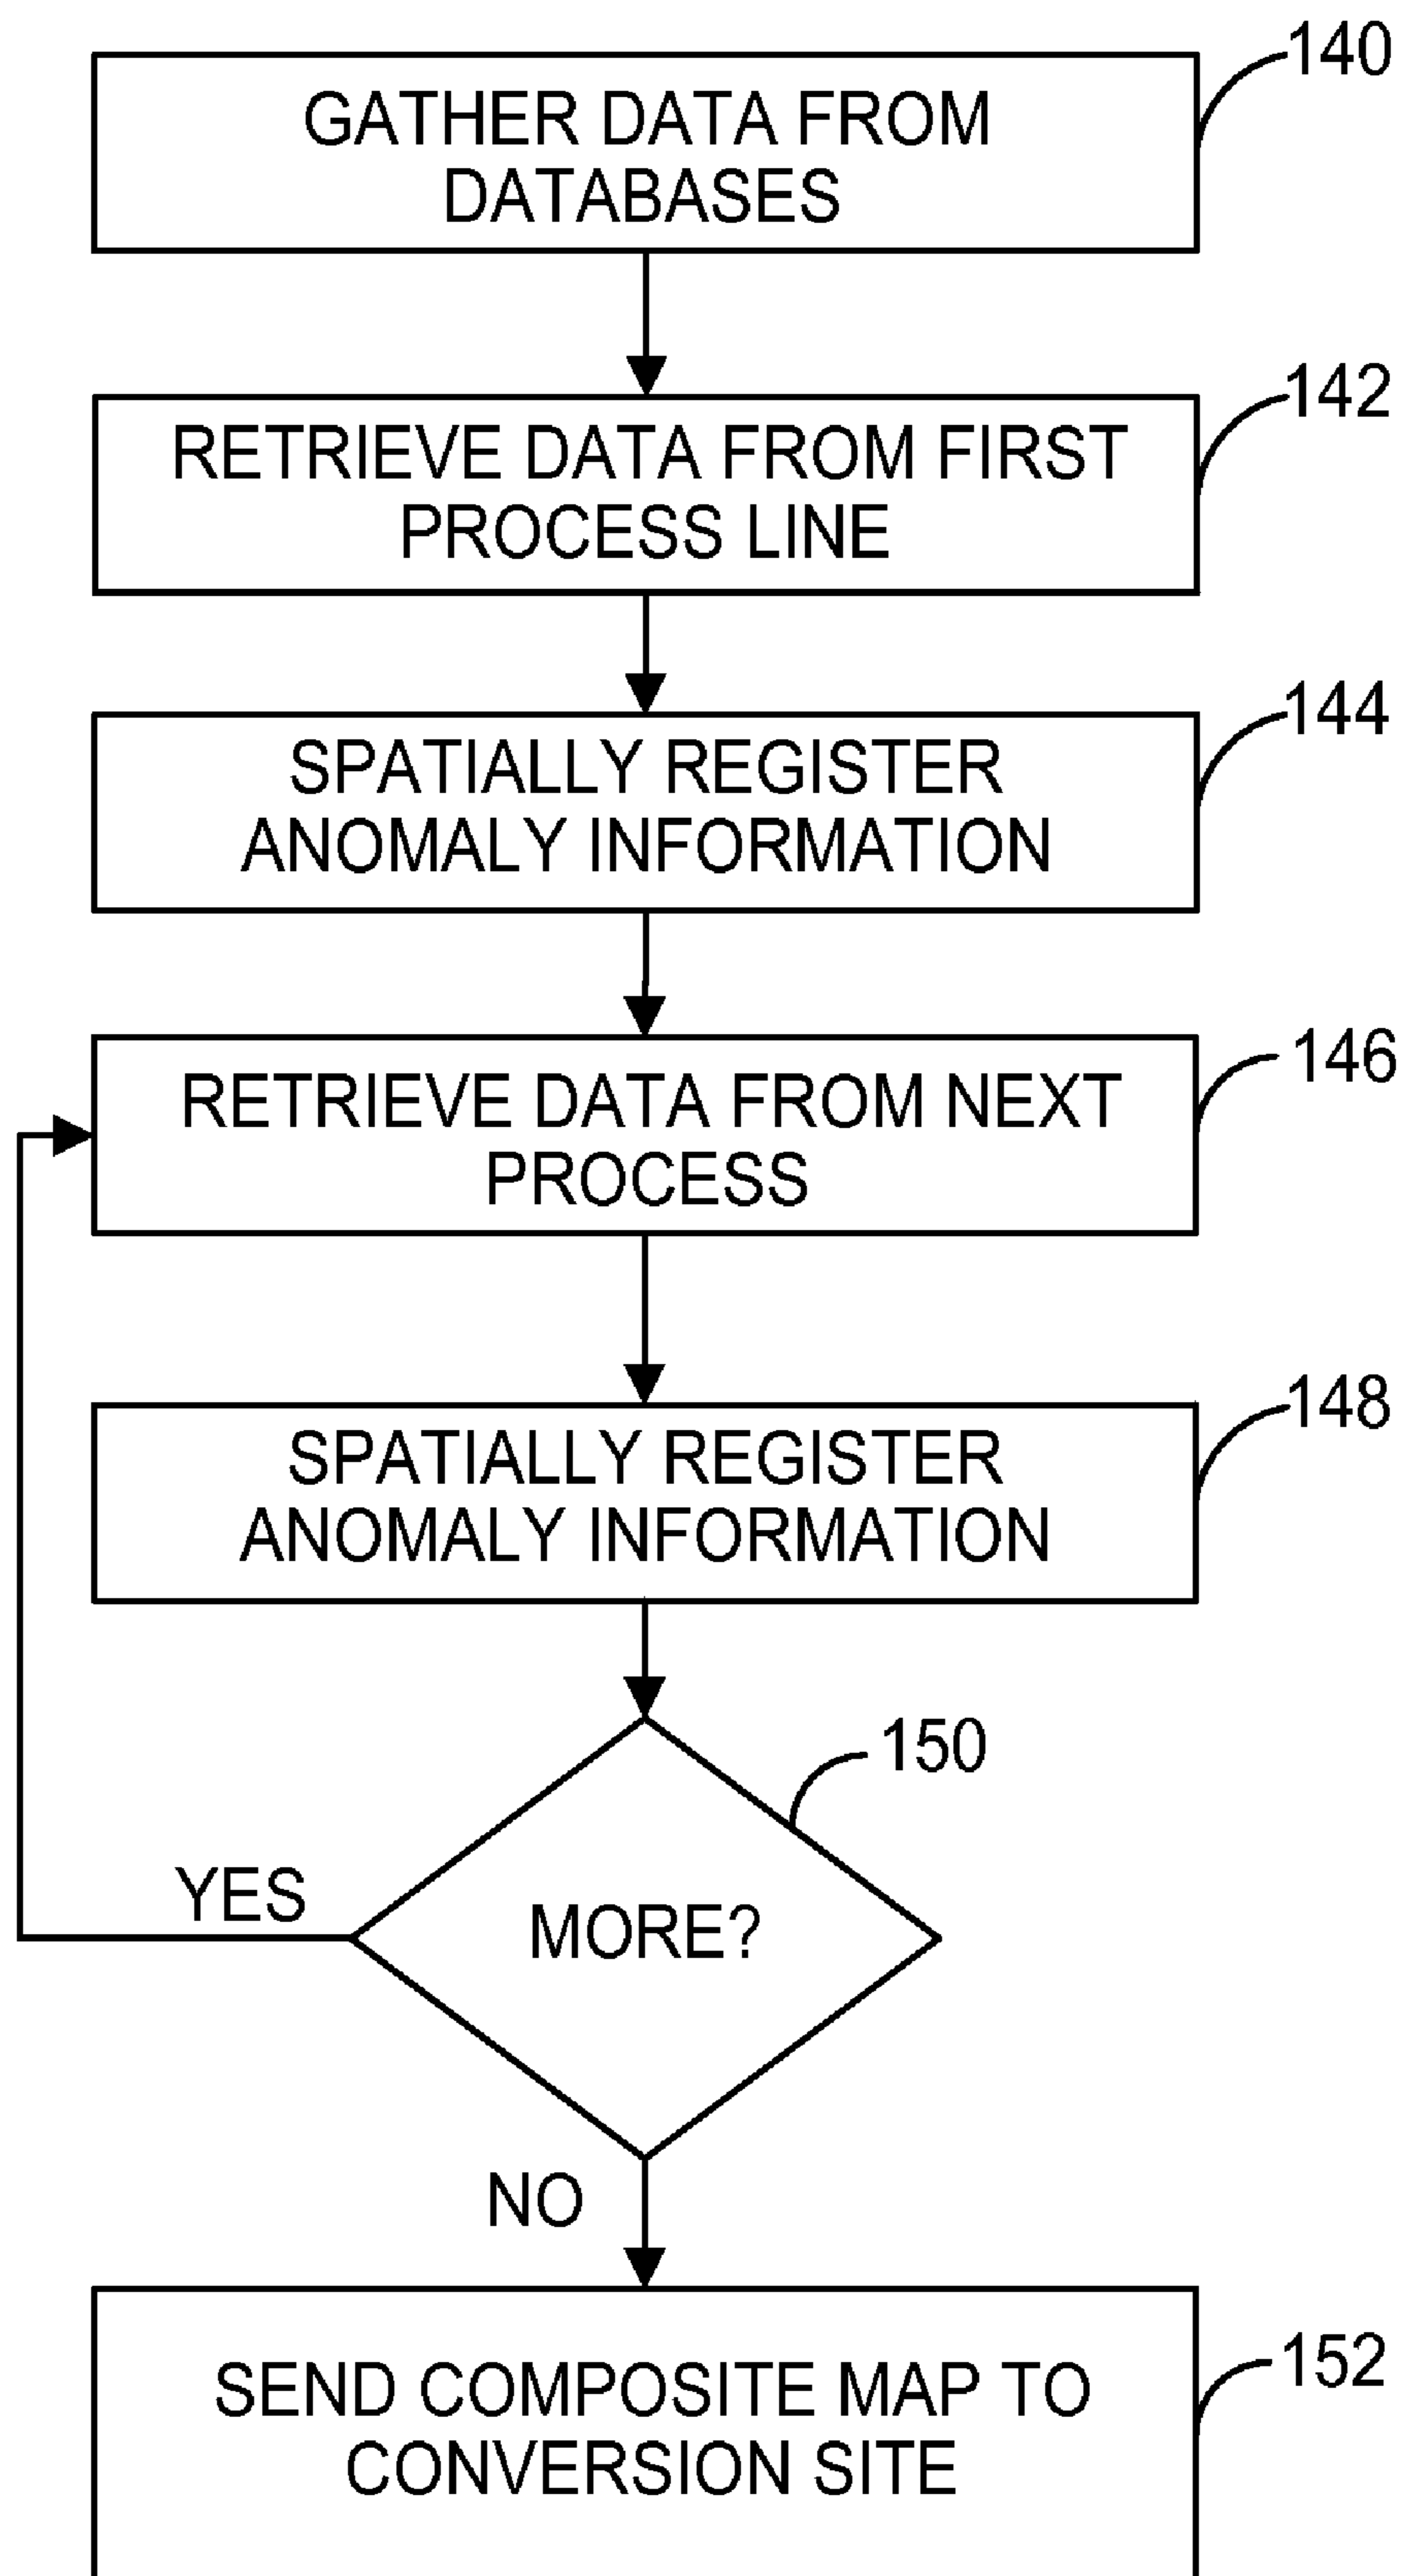 140
GATHER DATA FROM
DATABASES
142
RETRIEVE DATA FROM FIRST
PROCESS LINE
144
SPATIALLY REGISTER
ANOMALY INFORMATION
146
RETRIEVE DATA FROM NEXT
PROCESS
148
SPATIALLY REGISTER
ANOMALY INFORMATION
150
YES
MORE?
NO
152
SEND COMPOSITE MAP TO
CONVERSION SITE